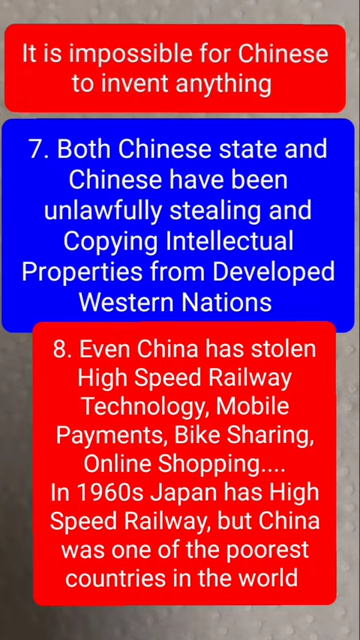 It is impossible for Chinese
to invent anything
7. Both Chinese state and
Chinese have been
unlawfully stealing and
Copying Intellectual
Properties from Developed
Western Nations
8. Even China has stolen
High Speed Railway
Technology, Mobile
Payments, Bike Sharing,
Online Shopping....
In 1960s Japan has High
Speed Railway, but China
was one of the poorest
countries in the world